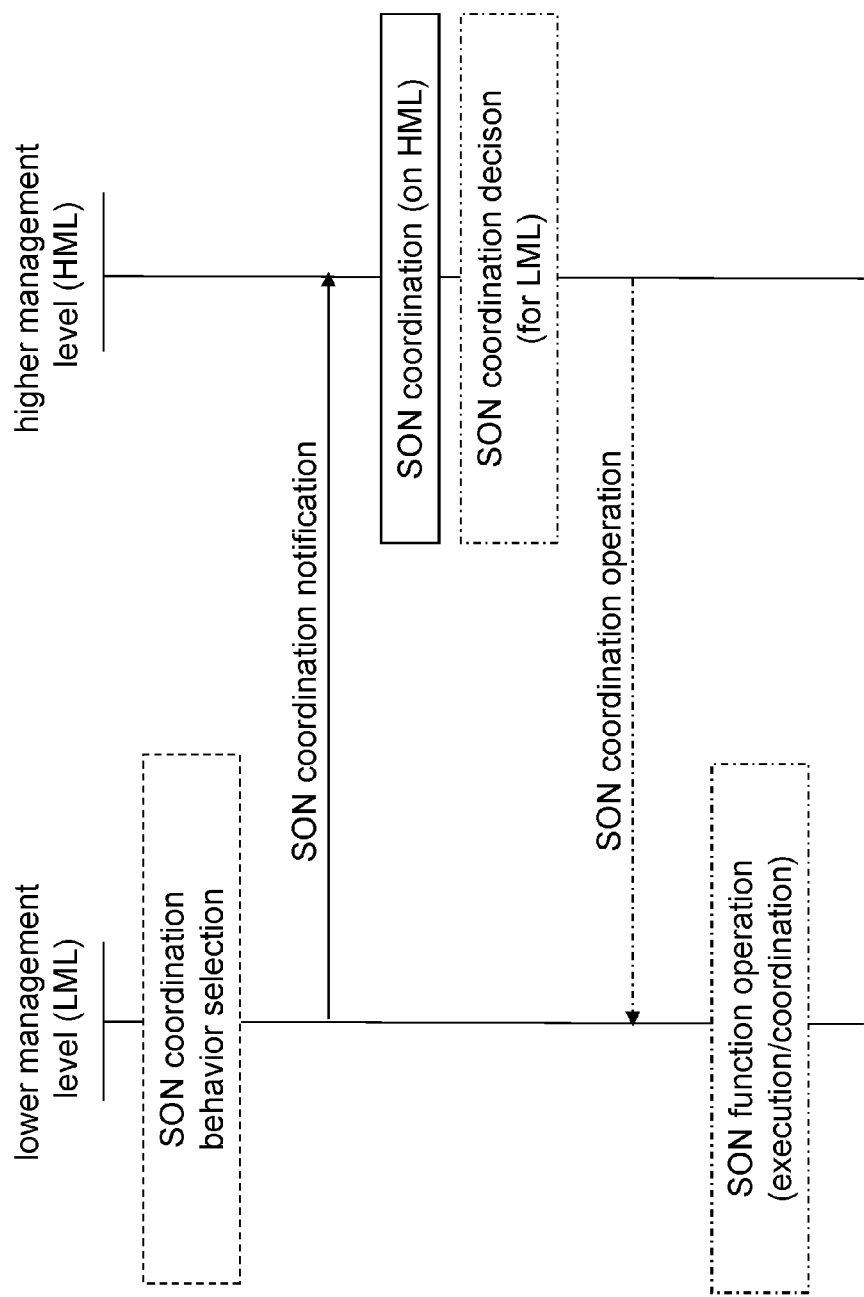 lower management
level (LML)
higher management
level (HML)
SON coordination
behavior selection
SON coordination notification
SON coordination (on HML)
SON coordination decison
(for LML)
SON coordination operation
SON function operation
(execution/coordination)